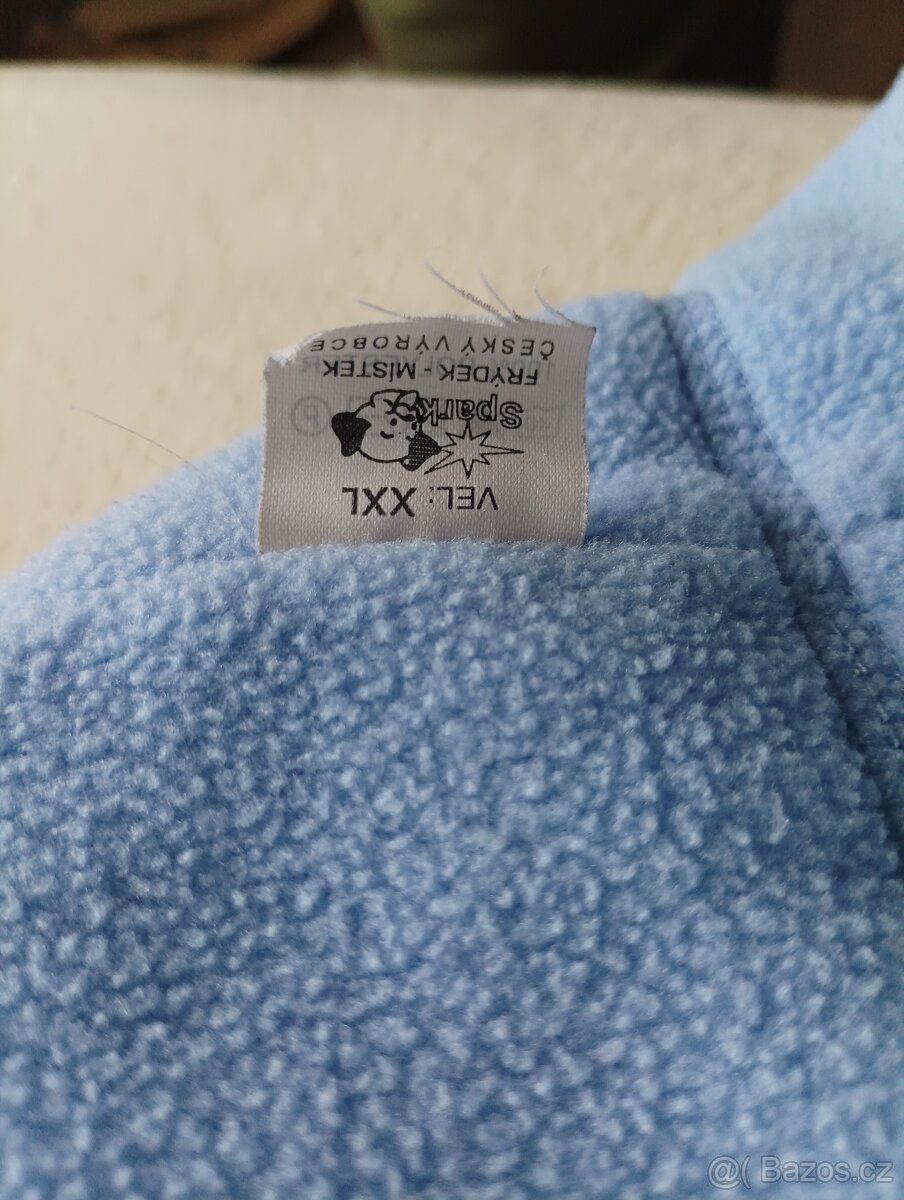 VEL: XXL
Sparky
FRÝDEK - MÍSTEK
ČESKÝ VÝROBCE
@( Bazos.cz